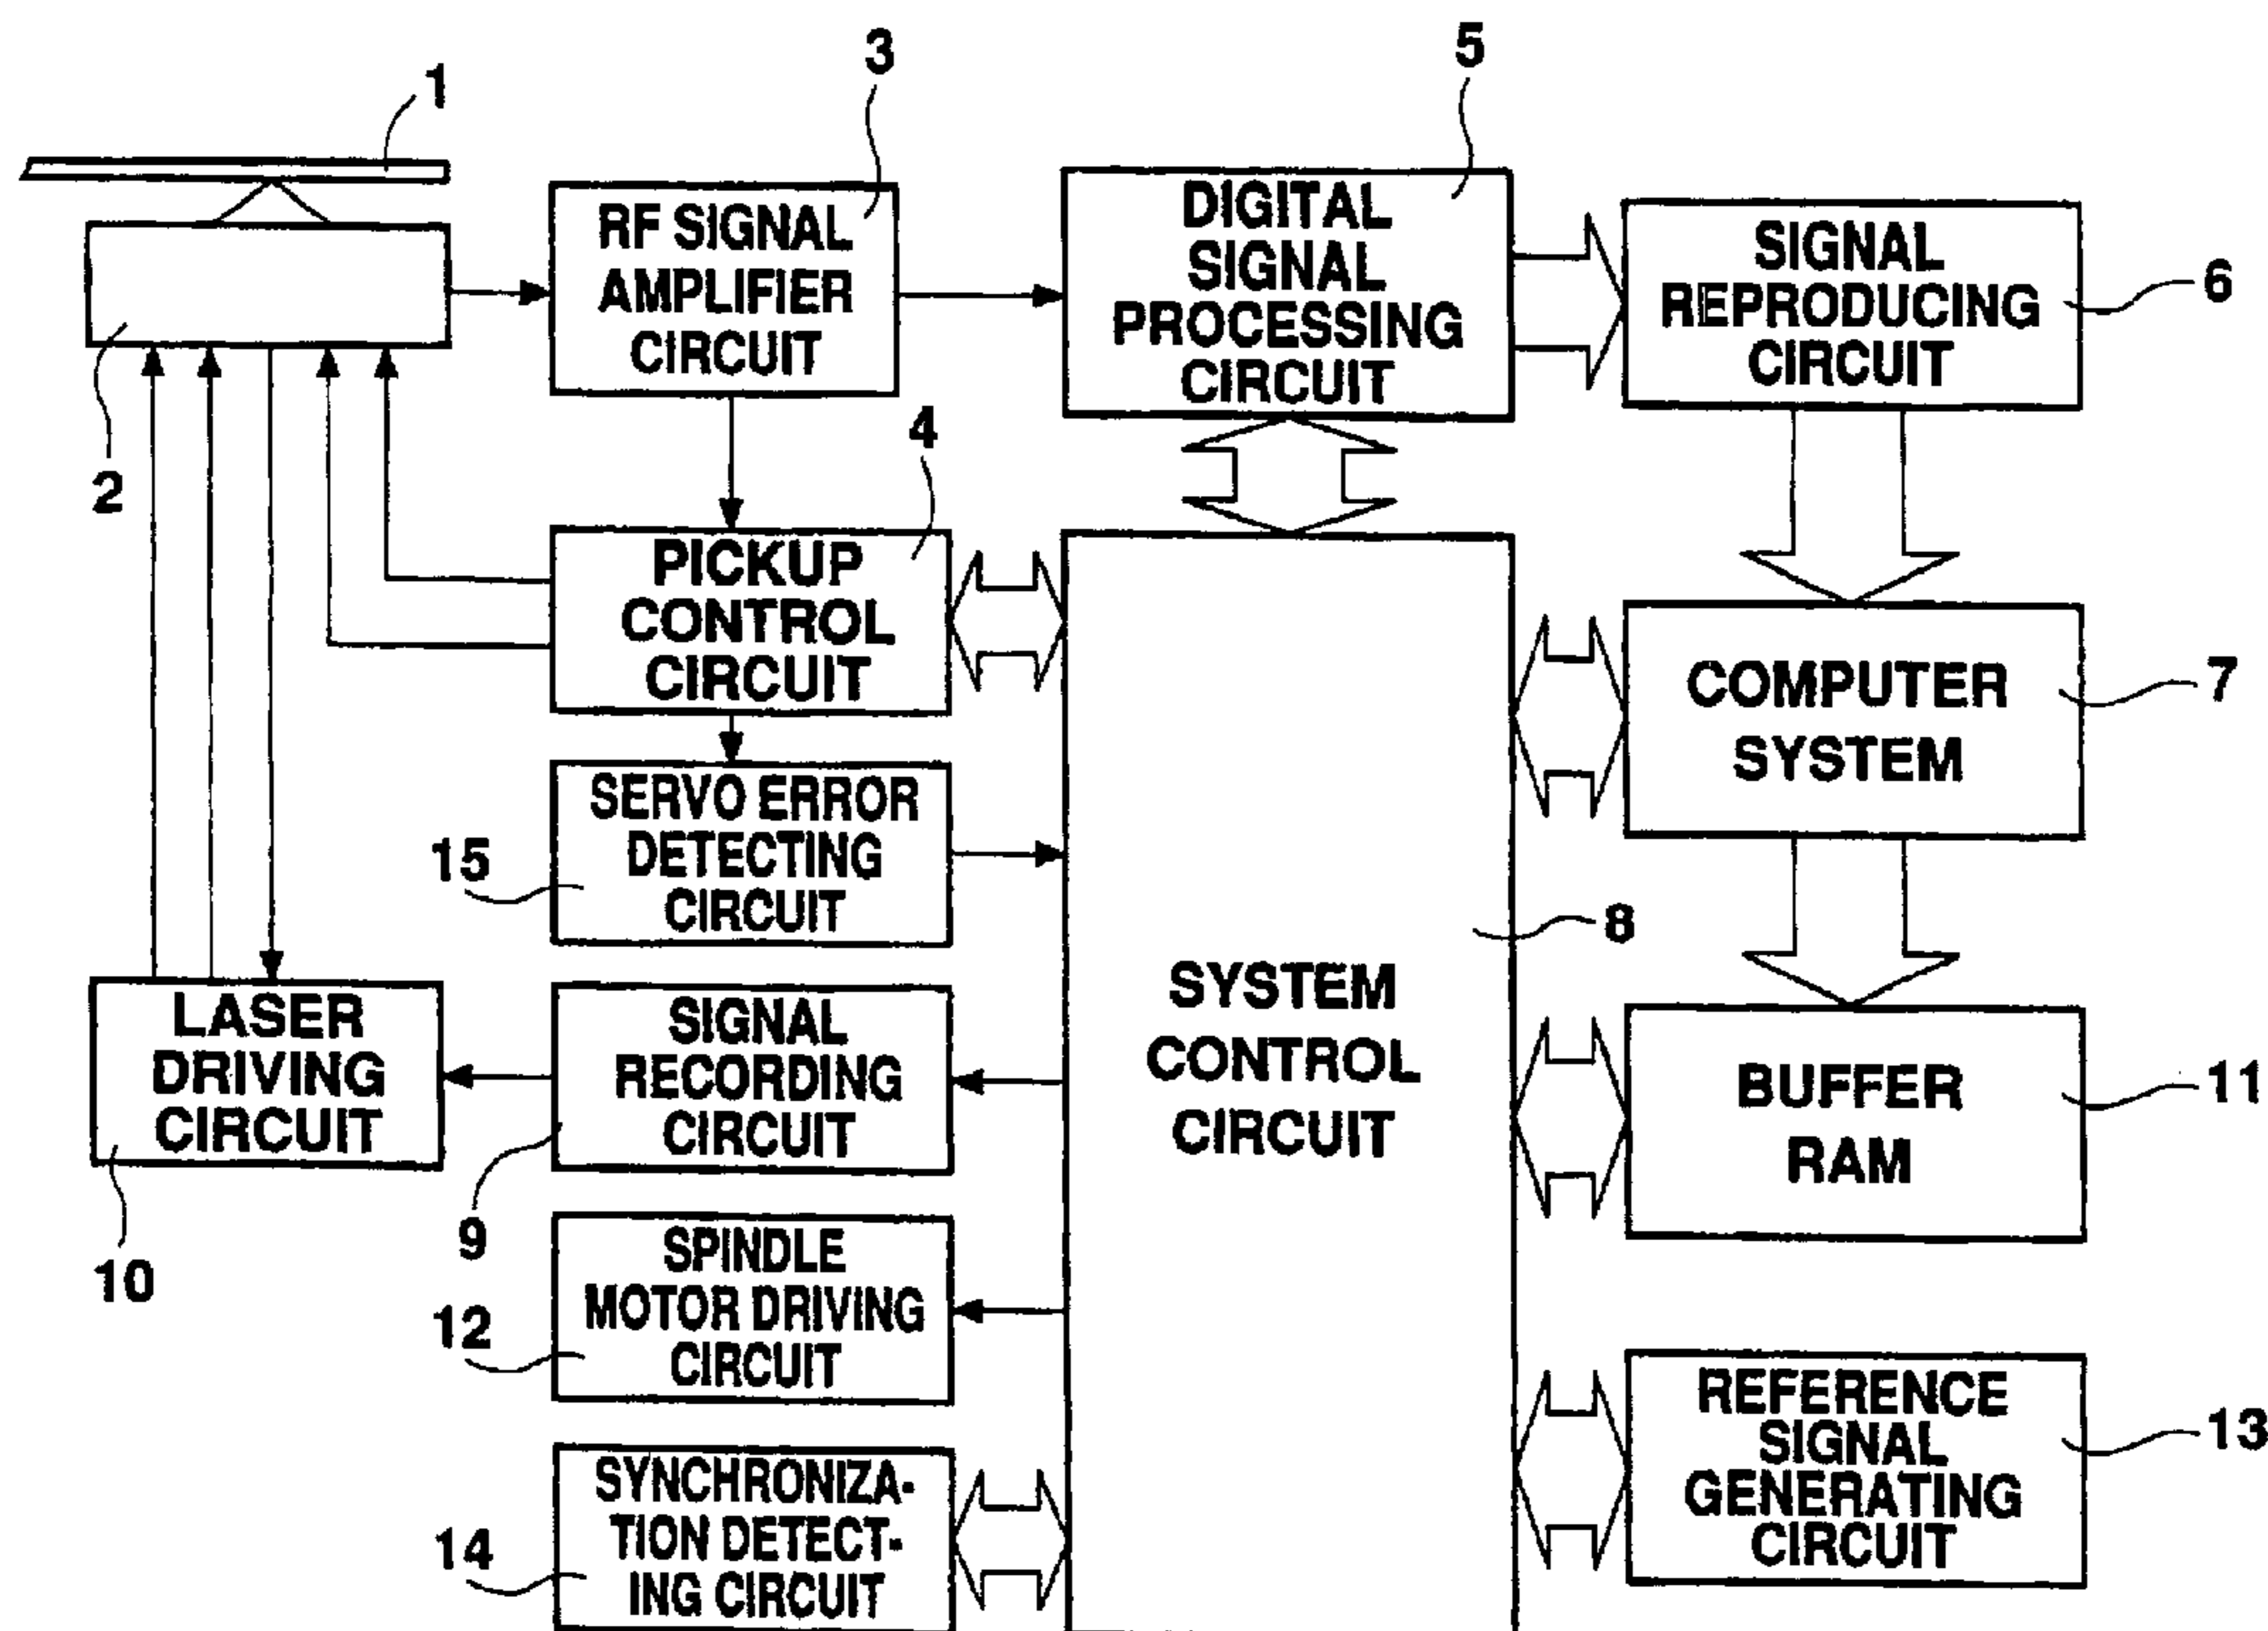 1
3
5
RF SIGNAL
AMPLIFIER
CIRCUIT
DIGITAL
SIGNAL
PROCESSING
CIRCUIT
SIGNAL
REPRODUCING
CIRCUIT
6
2
4
PICKUP
CONTROL
CIRCUIT
COMPUTER
SYSTEM
7
SERVO ERROR
DETECTING
CIRCUIT
15
8
SYSTEM
CONTROL
CIRCUIT
LASER
DRIVING
CIRCUIT
10
SIGNAL
RECORDING
CIRCUIT
9
BUFFER
RAM
11
SPINDLE
MOTOR DRIVING
CIRCUIT
12
REFERENCE
SIGNAL
GENERATING
CIRCUIT
13
SYNCHRONIZA-
TION DETECT-
ING CIRCUIT
14